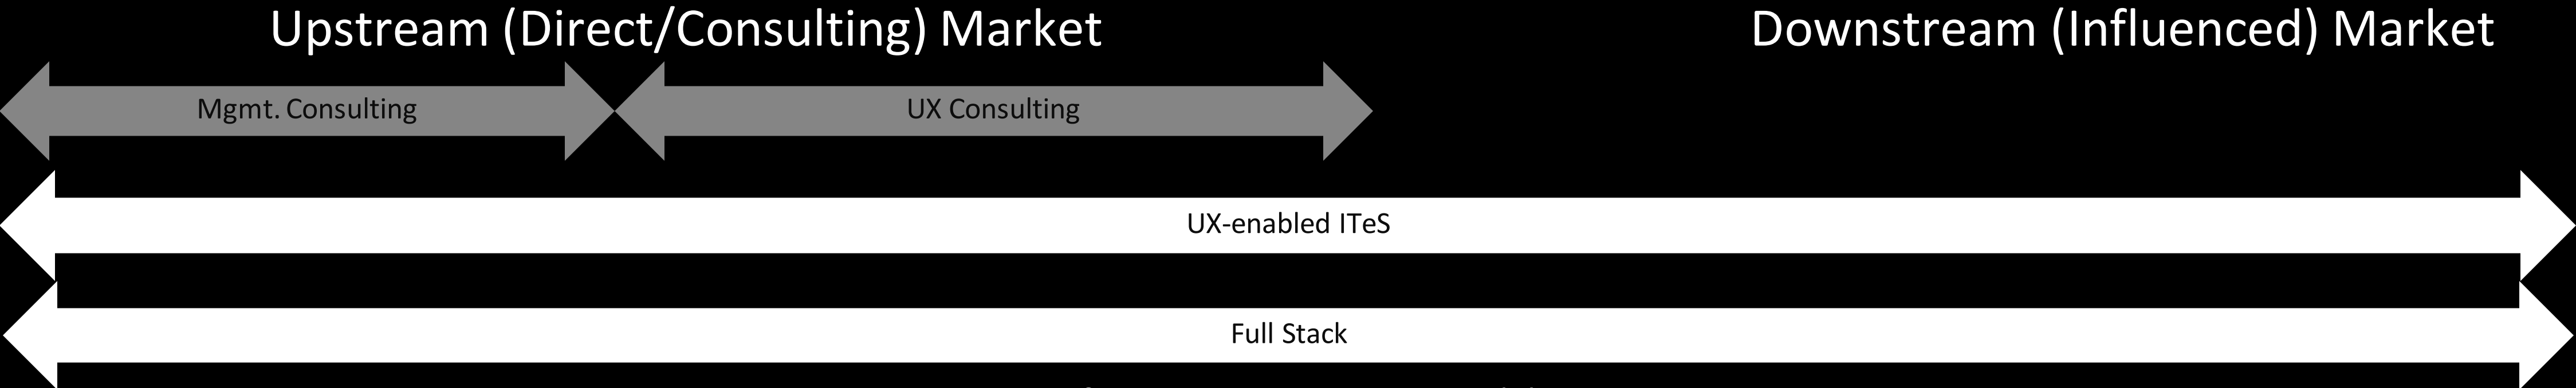 Upstream (Direct/Consulting) Market
Downstream (Influenced) Market
Mgmt. Consulting
UX Consulting
UX-enabled ITeS
Full Stack